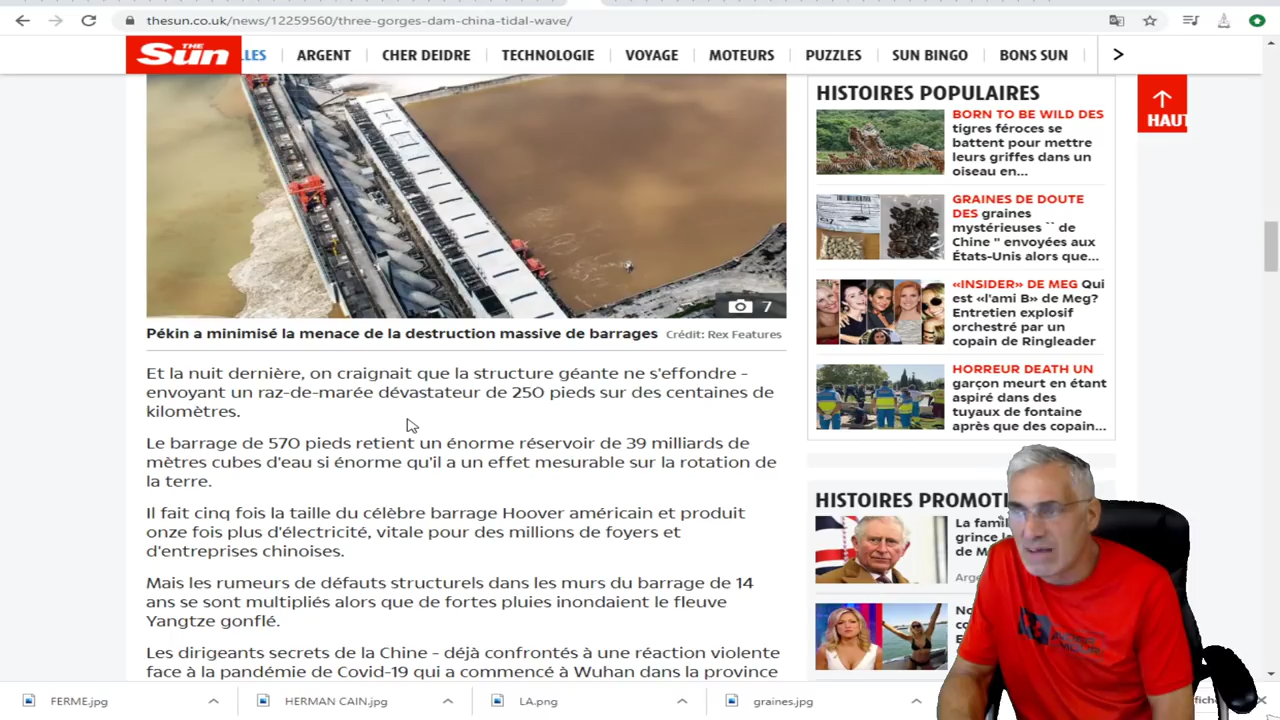 thesun.co.uk/news/12259560/three-gorges-dam-china-tidal-wave/
THE Sun
LES ARGENT CHER DEIDRE TECHNOLOGIE VOYAGE MOTEURS PUZZLES SUN BINGO BONS SUN
HAUT
7
Pékin a minimisé la menace de la destruction massive de barrages Crédit: Rex Features
Et la nuit dernière, on craignait que la structure géante ne s'effondre -
envoyant un raz-de-marée dévastateur de 250 pieds sur des centaines de
kilomètres.
Le barrage de 570 pieds retient un énorme réservoir de 39 milliards de
mètres cubes d'eau si énorme qu'il a un effet mesurable sur la rotation de
la terre.
Il fait cinq fois la taille du célèbre barrage Hoover américain et produit
onze fois plus d'électricité, vitale pour des millions de foyers et
d'entreprises chinoises.
Mais les rumeurs de défauts structurels dans les murs du barrage de 14
ans se sont multipliés alors que de fortes pluies inondaient le fleuve
Yangtze gonflé.
Les dirigeants secrets de la Chine - déjà confrontés à une réaction violente
face à la pandémie de Covid-19 qui a commencé à Wuhan dans la province
HISTOIRES POPULAIRES
BORN TO BE WILD DES
tigres féroces se
battent pour mettre
leurs griffes dans un
oiseau en...
GRAINES DE DOUTE
DES graines
mystérieuses `` de
Chine '' envoyées aux
États-Unis alors que...
«INSIDER» DE MEG Qui
est «l'ami B» de Meg?
Entretien explosif
orchestré par un
copain de Ringleader
HORREUR DEATH UN
garçon meurt en étant
aspiré dans des
tuyaux de fontaine
après que des copain...
HISTOIRES PROMOTI
La famil
grince l
de M
Arge
No
co
E
FERME.jpg
HERMAN CAIN.jpg
LA.png
graines.jpg